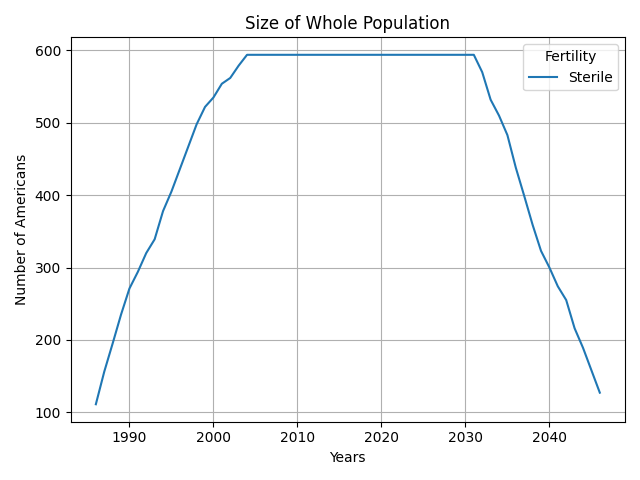 Size of Whole Population
Fertility
Sterile
Number of Americans
600
500
400
300
200
100
1990 2000 2010 2020 2030 2040
Years